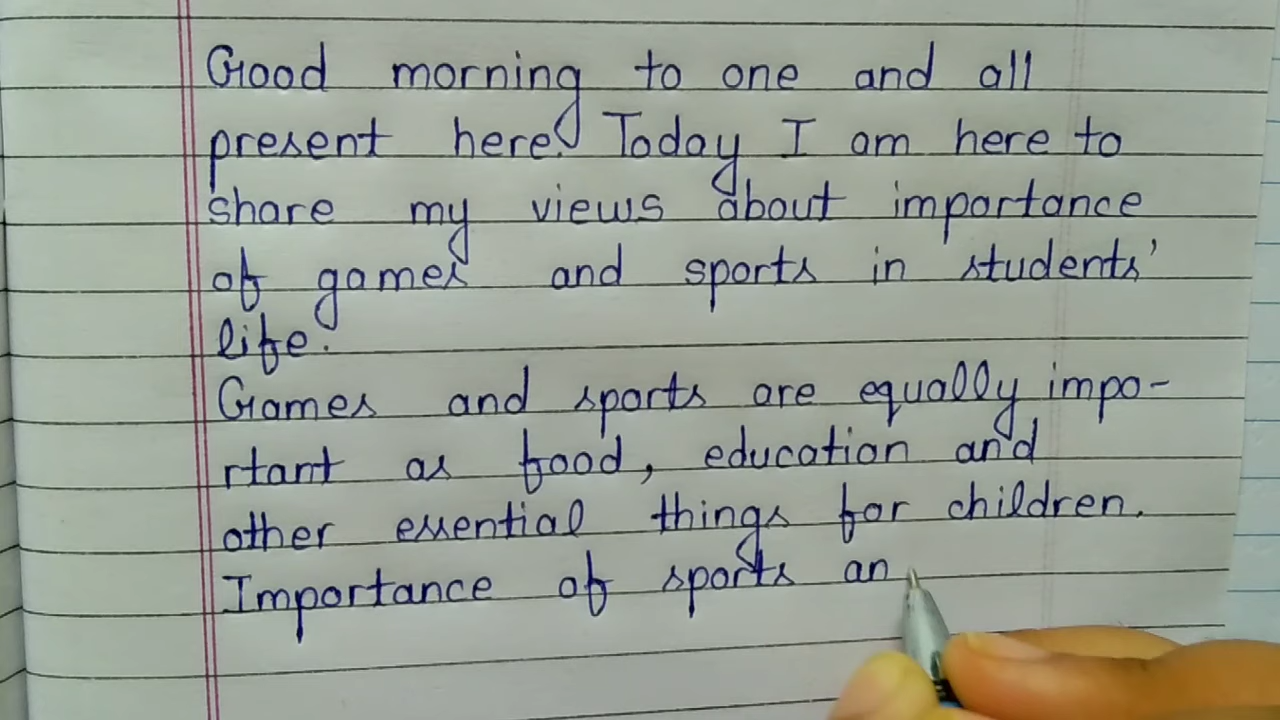 Good morning to one and all
present here. Today I am here to
share my views about importance
of games and sports in students'
life.
Games and sports are equally impo-
rtant as food, education and
other essential things for children.
Importance of sports an